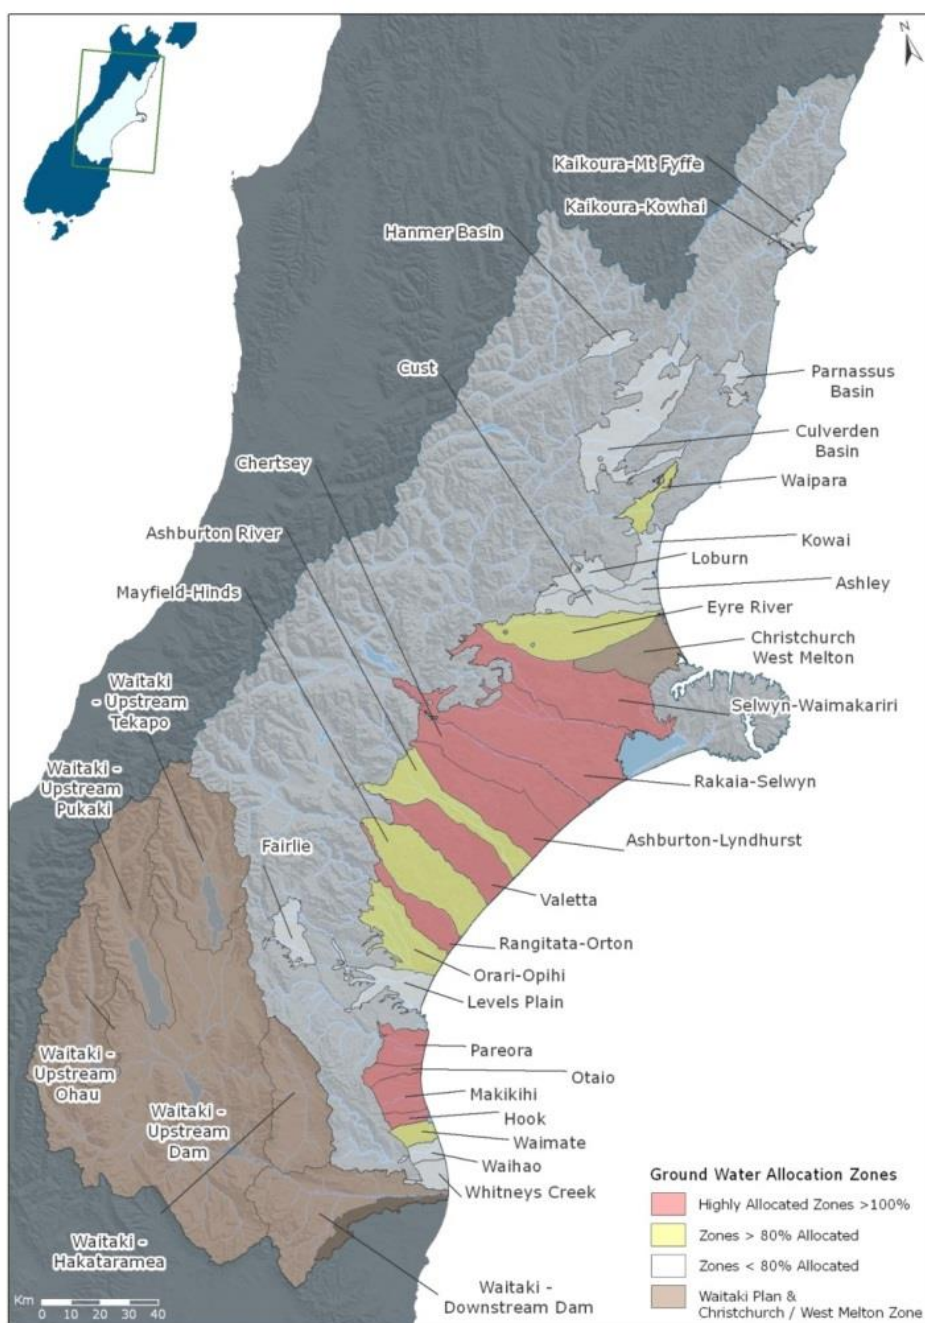 N
Kaikoura-Mt Fyffe
Kaikoura-Kowhai
Hanmer Basin
Cust
Parnassus
Basin
Culverden
Basin
Chertsey
Waipara
Ashburton River
Kowai
Loburn
Mayfield-Hinds
Ashley
Eyre River
Christchurch
West Melton
Waitaki
- Upstream
Tekapo
Selwyn-Waimakariri
Waitaki -
Upstream
Pukaki
Rakaia-Selwyn
Fairlie
Ashburton-Lyndhurst
Valetta
Rangitata-Orton
Orari-Opihi
Levels Plain
Waitaki -
Upstream
Ohau
Pareora
Otaio
Makikihi
Waitaki -
Upstream
Dam
Hook
Waimate
Waihao
Whitneys Creek
Waitaki -
Hakataramea
Waitaki -
Downstream Dam
Ground Water Allocation Zones
Highly Allocated Zones >100%
Zones > 80% Allocated
Zones < 80% Allocated
Waitaki Plan &
Christchurch / West Melton Zone
Km
0 10 20 30 40